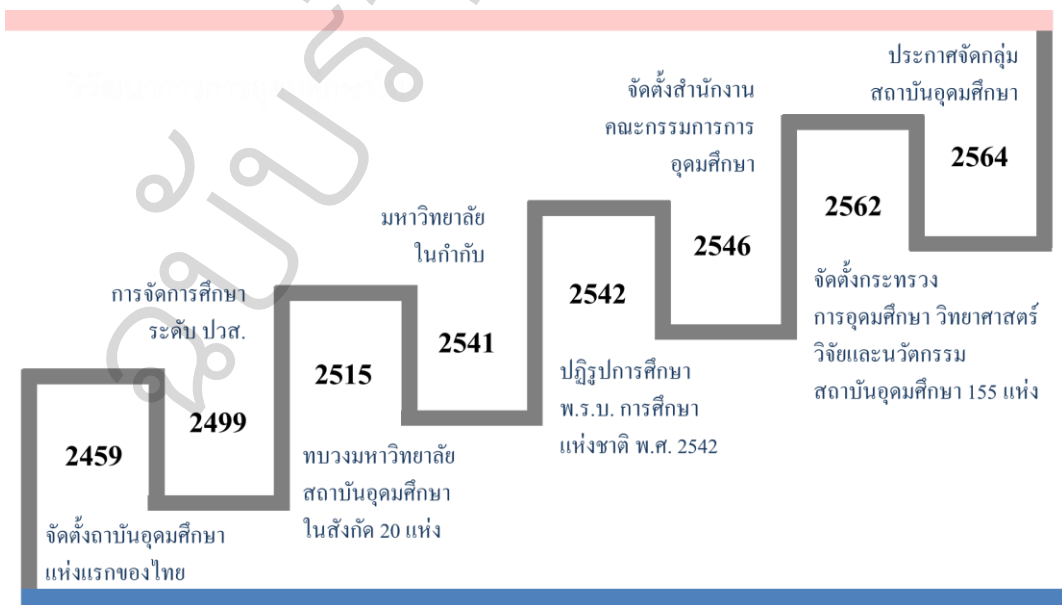 2459
จัดตั้งถาบันอุดมศึกษา
แห่งแรกของไทย
การจัดการศึกษา
ระดับ ปวส.
2499
2515
ทบวงมหาวิทยาลัย
สถาบันอุดมศึกษา
ในสังกัด 20 แห่ง
มหาวิทยาลัย
ในกำกับ
2541
2542
ปฏิรูปการศึกษา
พ.ร.บ. การศึกษา
แห่งชาติ พ.ศ. 2542
จัดตั้งสำนักงาน
คณะกรรมการการ
อุดมศึกษา
2546
2562
จัดตั้งกระทรวง
การอุดมศึกษา วิทยาศาสตร์
วิจัยและนวัตกรรม
สถาบันอุดมศึกษา 155 แห่ง
ประกาศจัดกลุ่ม
สถาบันอุดมศึกษา
2564